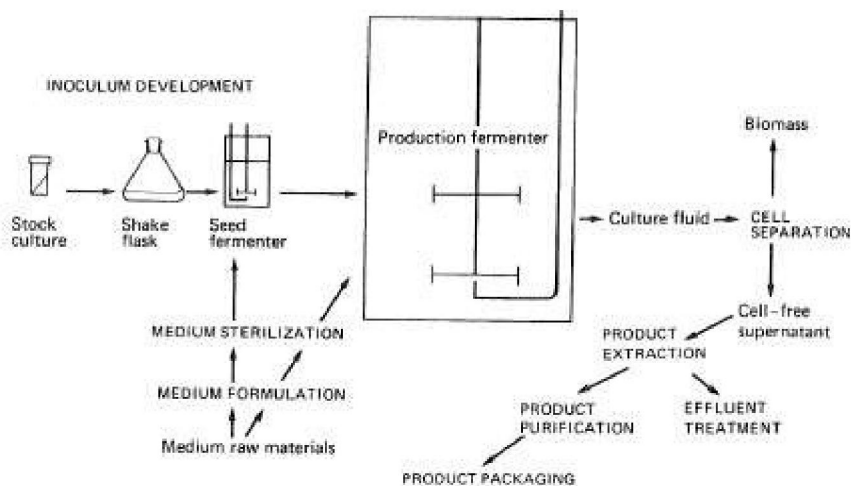 INOCULUM DEVELOPMENT
Stock
culture
Shake
flask
Seed
fermenter
Production fermenter
Culture fluid
Biomass
CELL
SEPARATION
Cell-free
supernatant
MEDIUM STERILIZATION
MEDIUM FORMULATION
Medium raw materials
PRODUCT
EXTRACTION
PRODUCT
PURIFICATION
EFFLUENT
TREATMENT
PRODUCT PACKAGING